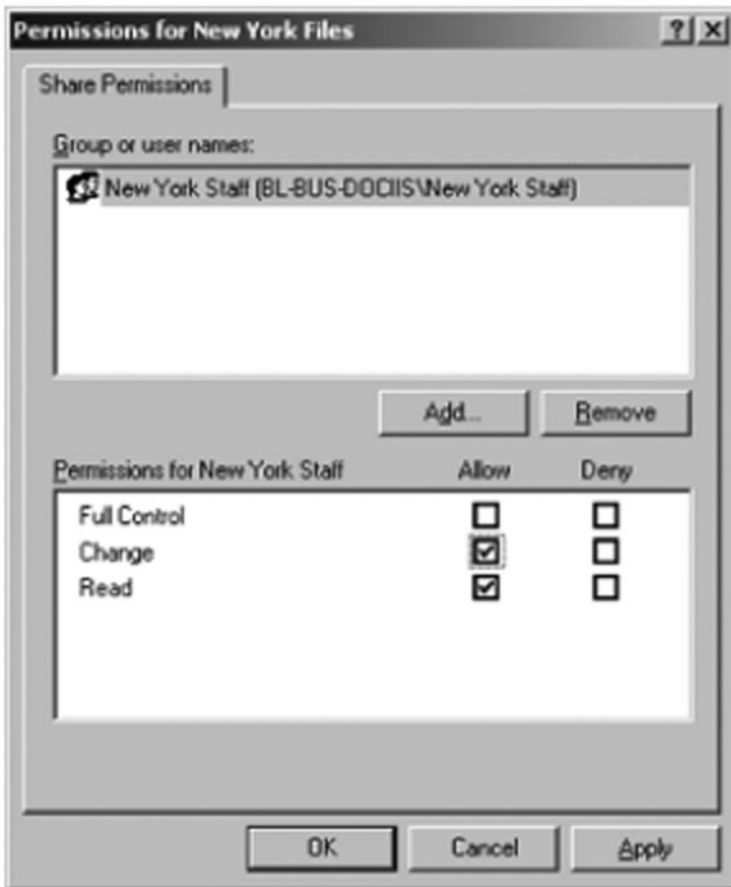 Permissions for New York Files
Share Permissions
Group or user names:
New York Staff (BL-BUS-DOCIIS\New York Staff)
Add... Remove
Permissions for New York Staff Allow Deny
Full Control
Change
Read
OK Cancel Apply